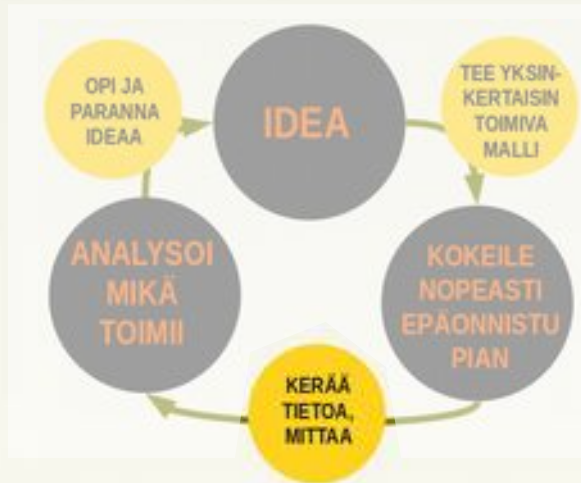 OPI JA
PARANNA
IDEAA
IDEA
TEE YKSIN-
KERTAISIN
TOIMIVA
MALLI
KOKEILE
NOPEASTI
EPÄONNISTU
PIAN
KERÄÄ
TIETOA,
MITTAA
ANALYSOI
MIKÄ
TOIMII